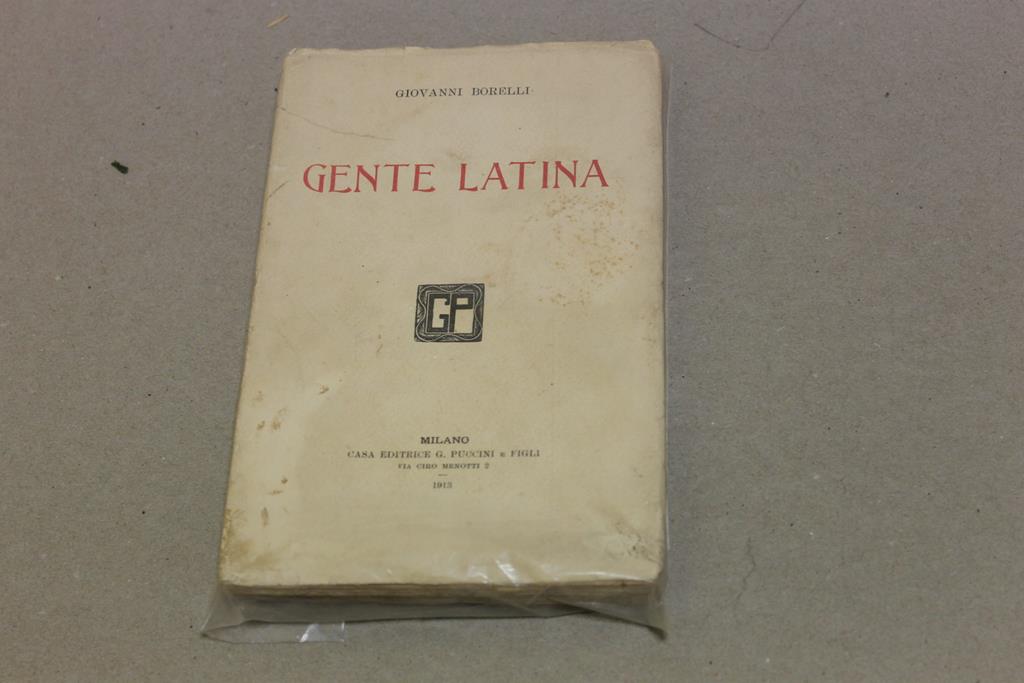 GIOVANNI BORELLI
GENTE LATINA
GP
MILANO
CASA EDITRICE G. PUCCINI E FIGLI
VIA CIRO MENOTTI 2
1913